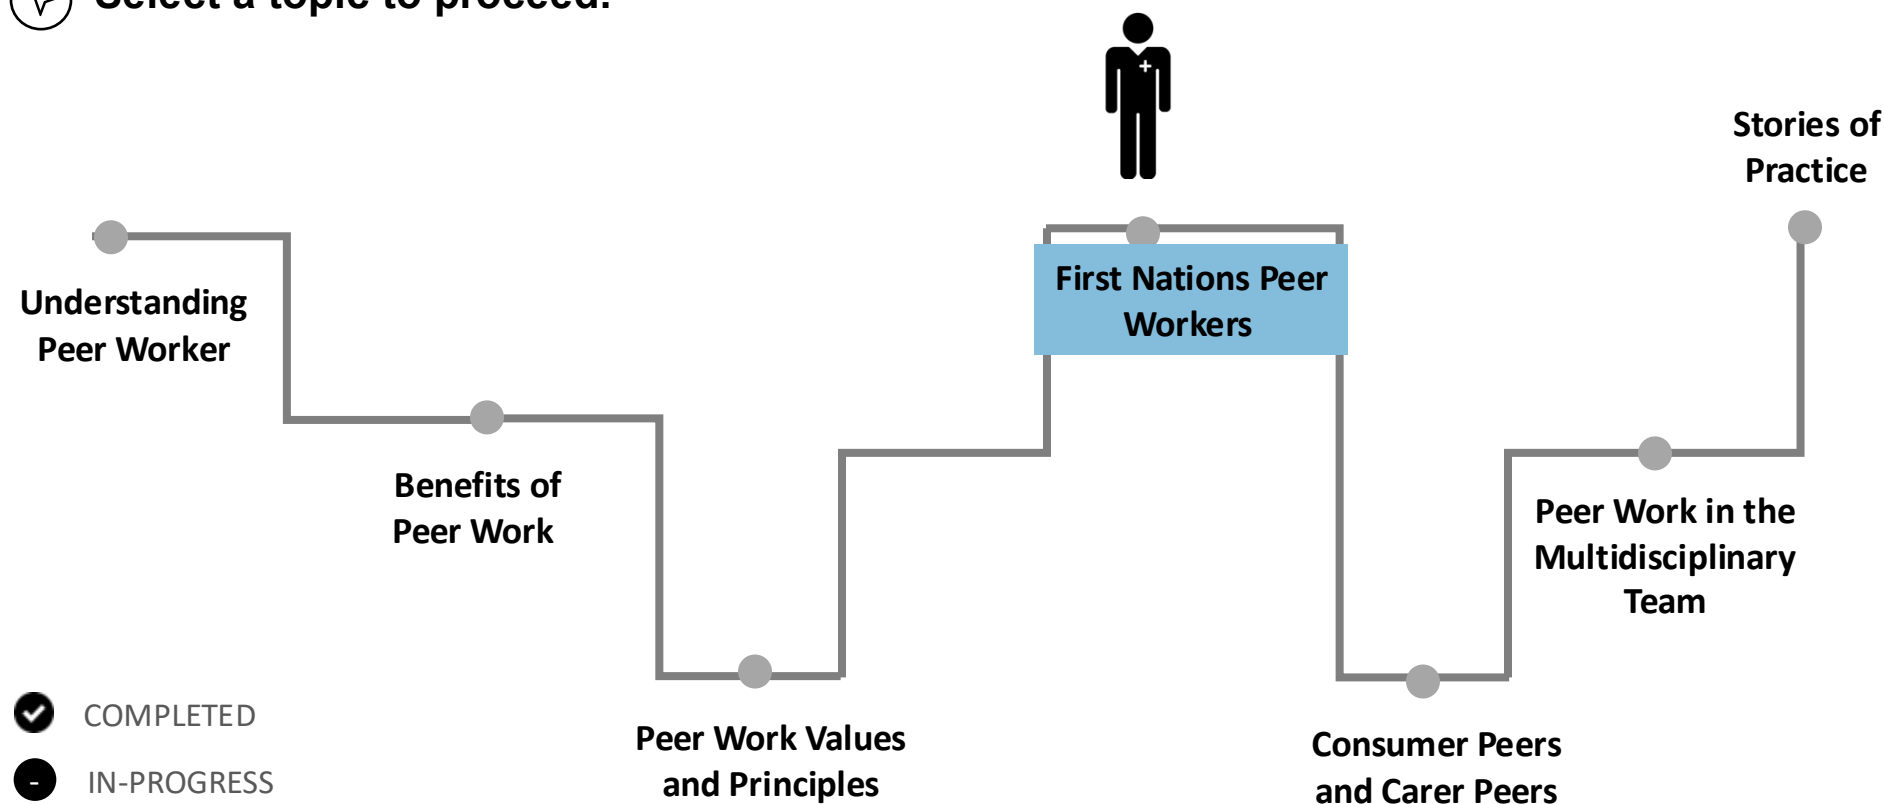 Select a topic to proceed.
Stories of
Practice
First Nations Peer
Workers
Understanding
Peer Worker
Benefits of
Peer Work
Peer Work in the
Multidisciplinary
Team
COMPLETED
Peer Work Values
and Principles
Consumer Peers
and Carer Peers
- IN-PROGRESS